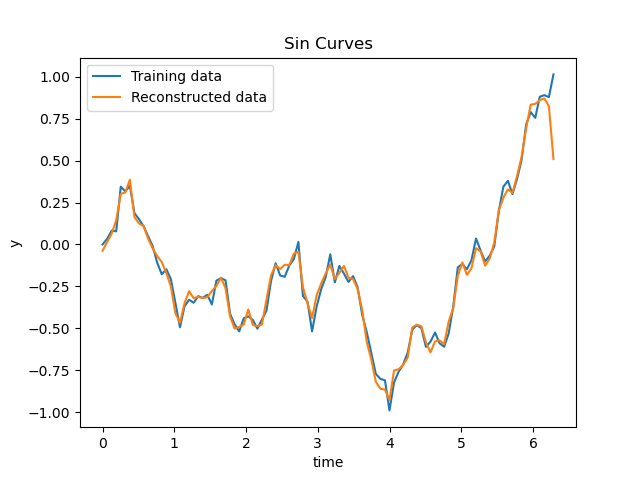 Sin Curves
Training data
Reconstructed data
1.00
0.75
0.50
0.25
0.00
−0.25
−0.50
−0.75
−1.00
y
0 1 2 3 4 5 6
time